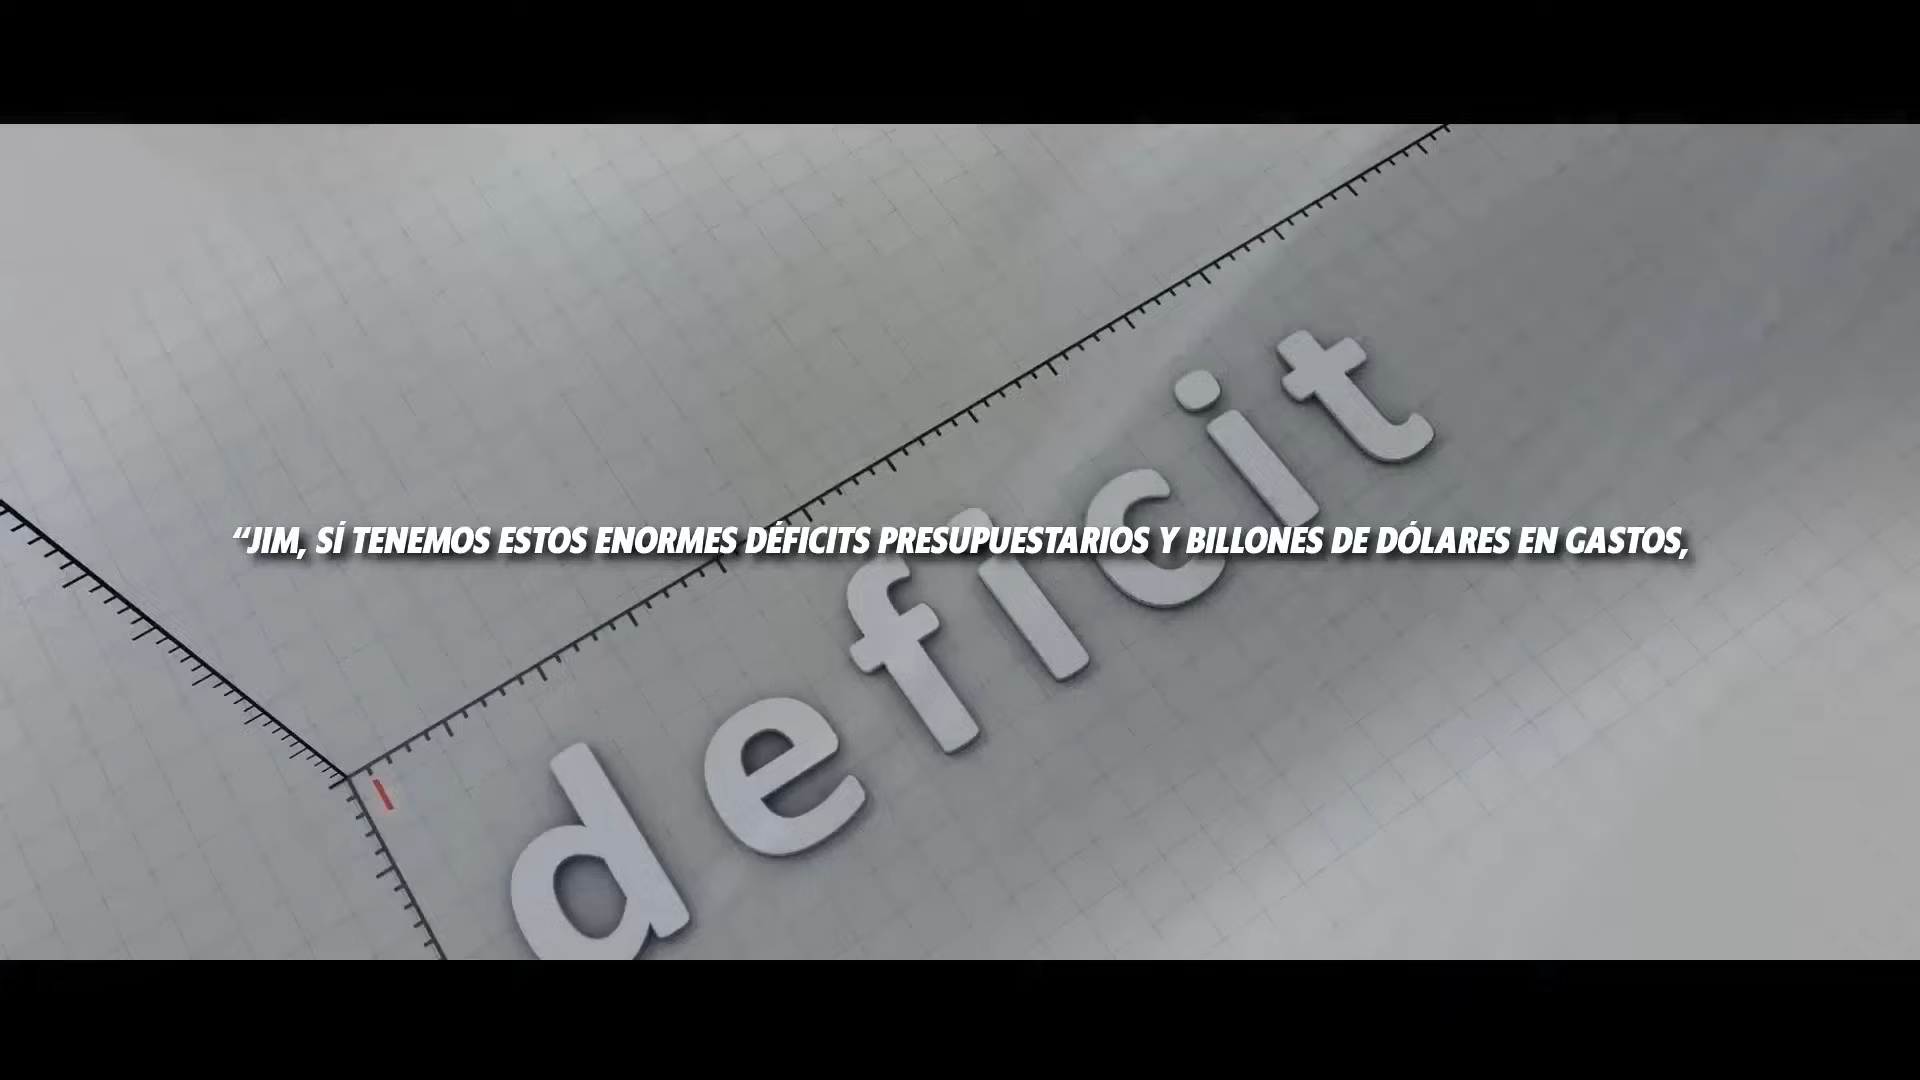 “JIM, SÍ TENEMOS ESTOS ENORMES DÉFICITS PRESUPUESTARIOS Y BILLONES DE DÓLARES EN GASTOS,
deficit